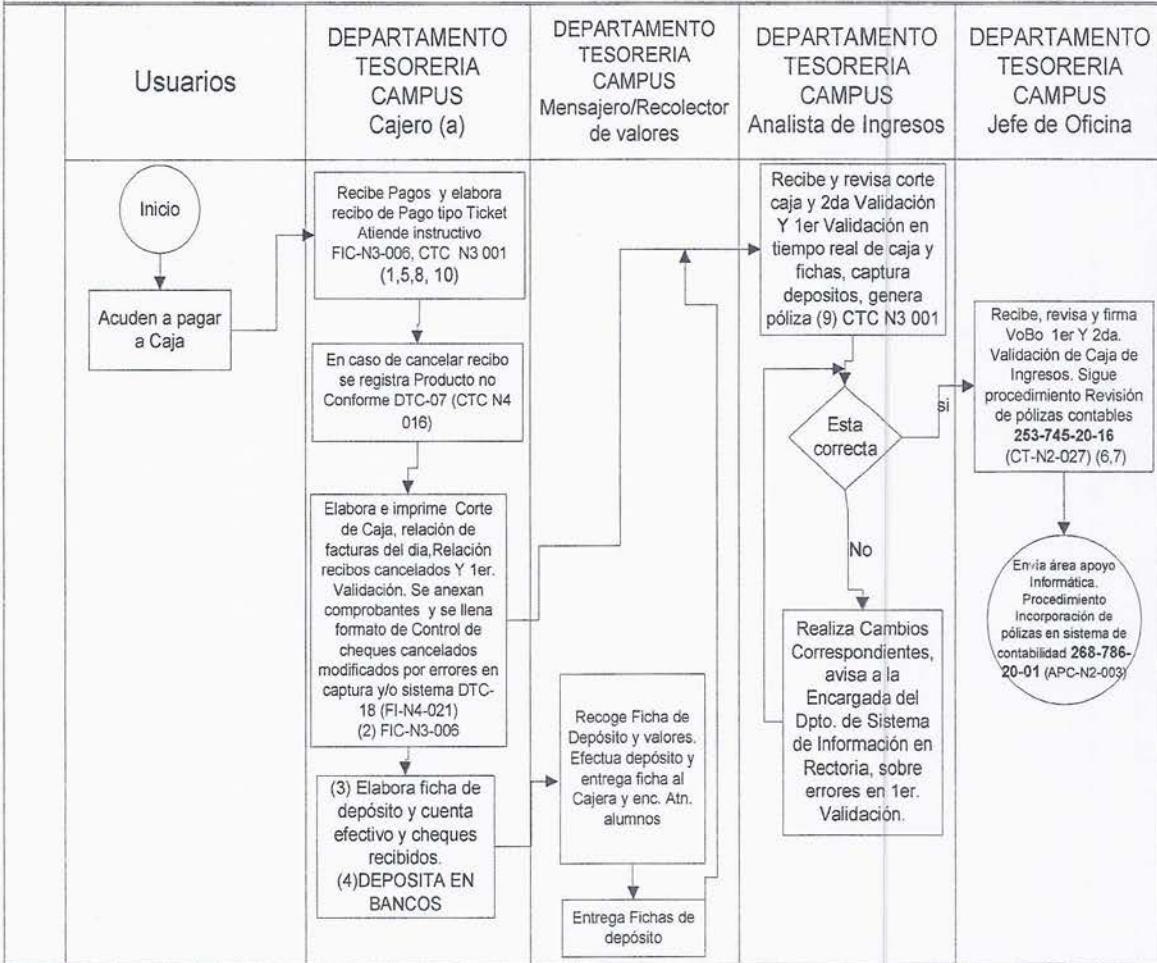 Usuarios
DEPARTAMENTO
TESORERIA
CAMPUS
Cajero (a)
DEPARTAMENTO
TESORERIA
CAMPUS
Mensajero/Recolector
de valores
DEPARTAMENTO
TESORERIA
CAMPUS
Analista de Ingresos
DEPARTAMENTO
TESORERIA
CAMPUS
Jefe de Oficina
Inicio
Acuden a pagar
a Caja
Recibe Pagos y elabora
recibo de Pago tipo Ticket
Atiende instructivo
FIC-N3-006, CTC N3 001
(1,5,8, 10)
En caso de cancelar recibo
se registra Producto no
Conforme DTC-07 (CTC N4
016)
Elabora e imprime Corte
de Caja, relación de
facturas del dia,Relación
recibos cancelados Y 1er.
Validación. Se anexan
comprobantes y se llena
formato de Control de
cheques cancelados
modificados por errores en
captura y/o sistema DTC-
18 (FI-N4-021)
(2) FIC-N3-006
(3) Elabora ficha de
depósito y cuenta
efectivo y cheques
recibidos.
(4)DEPOSITA EN
BANCOS
Recoge Ficha de
Depósito y valores.
Efectua depósito y
entrega ficha al
Cajera y enc. Atn.
alumnos
Entrega Fichas de
depósito
Recibe y revisa corte
caja y 2da Validación
Y 1er Validación en
tiempo real de caja y
fichas, captura
depositos, genera
póliza (9) CTC N3 001
Esta
correcta
si
No
Realiza Cambios
Correspondientes,
avisa a la
Encargada del
Dpto. de Sistema
de Información en
Rectoria, sobre
errores en 1er.
Validación.
Recibe, revisa y firma
VoBo 1er Y 2da.
Validación de Caja de
Ingresos. Sigue
procedimiento Revisión
de pólizas contables
253-745-20-16
(CT-N2-027) (6,7)
Envía área apoyo
Informática.
Procedimiento
Incorporación de
pólizas en sistema de
contabilidad 268-786-
20-01 (APC-N2-003)